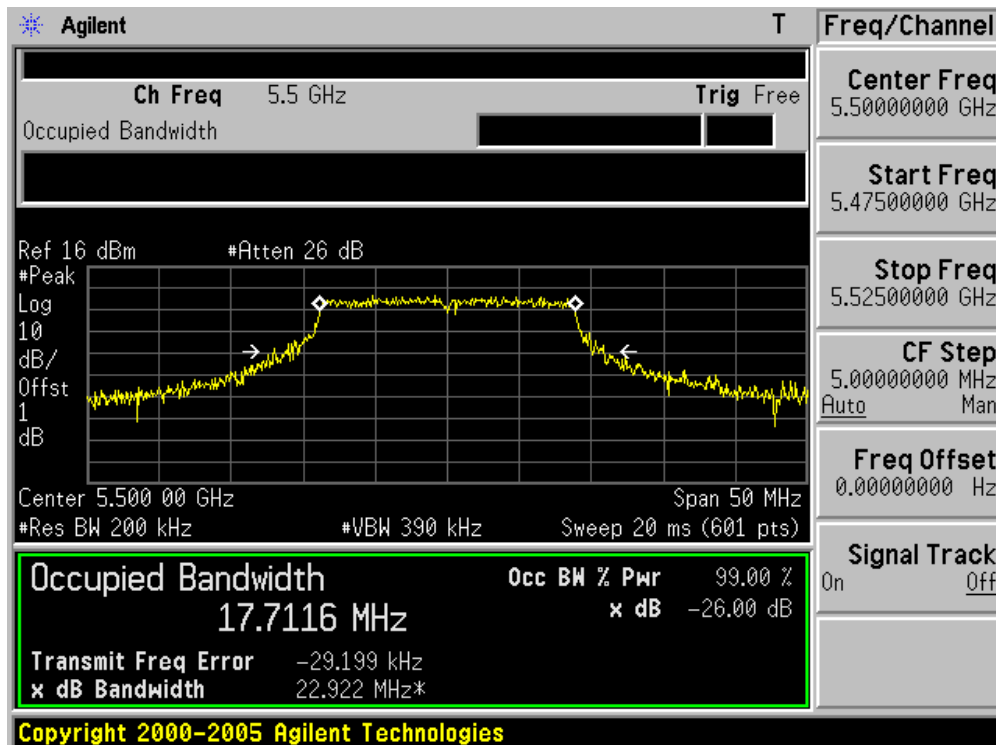 Agilent T Freq/Channel
Ch Freq 5.5 GHz Trig Free
Occupied Bandwidth
Center Freq
5.50000000 GHz
Start Freq
5.47500000 GHz
Stop Freq
5.52500000 GHz
CF Step
5.00000000 MHz
Auto Man
Freq Offset
0.00000000 Hz
Signal Track
On Off
Ref 16 dBm #Atten 26 dB
#Peak
Log
10
dB/
Offst
1
dB
Center 5.500 00 GHz Span 50 MHz
#Res BW 200 kHz #VBW 390 kHz Sweep 20 ms (601 pts)
Occupied Bandwidth Occ BW % Pwr 99.00 %
17.7116 MHz x dB -26.00 dB
Transmit Freq Error -29.199 kHz
x dB Bandwidth 22.922 MHz*
Copyright 2000-2005 Agilent Technologies